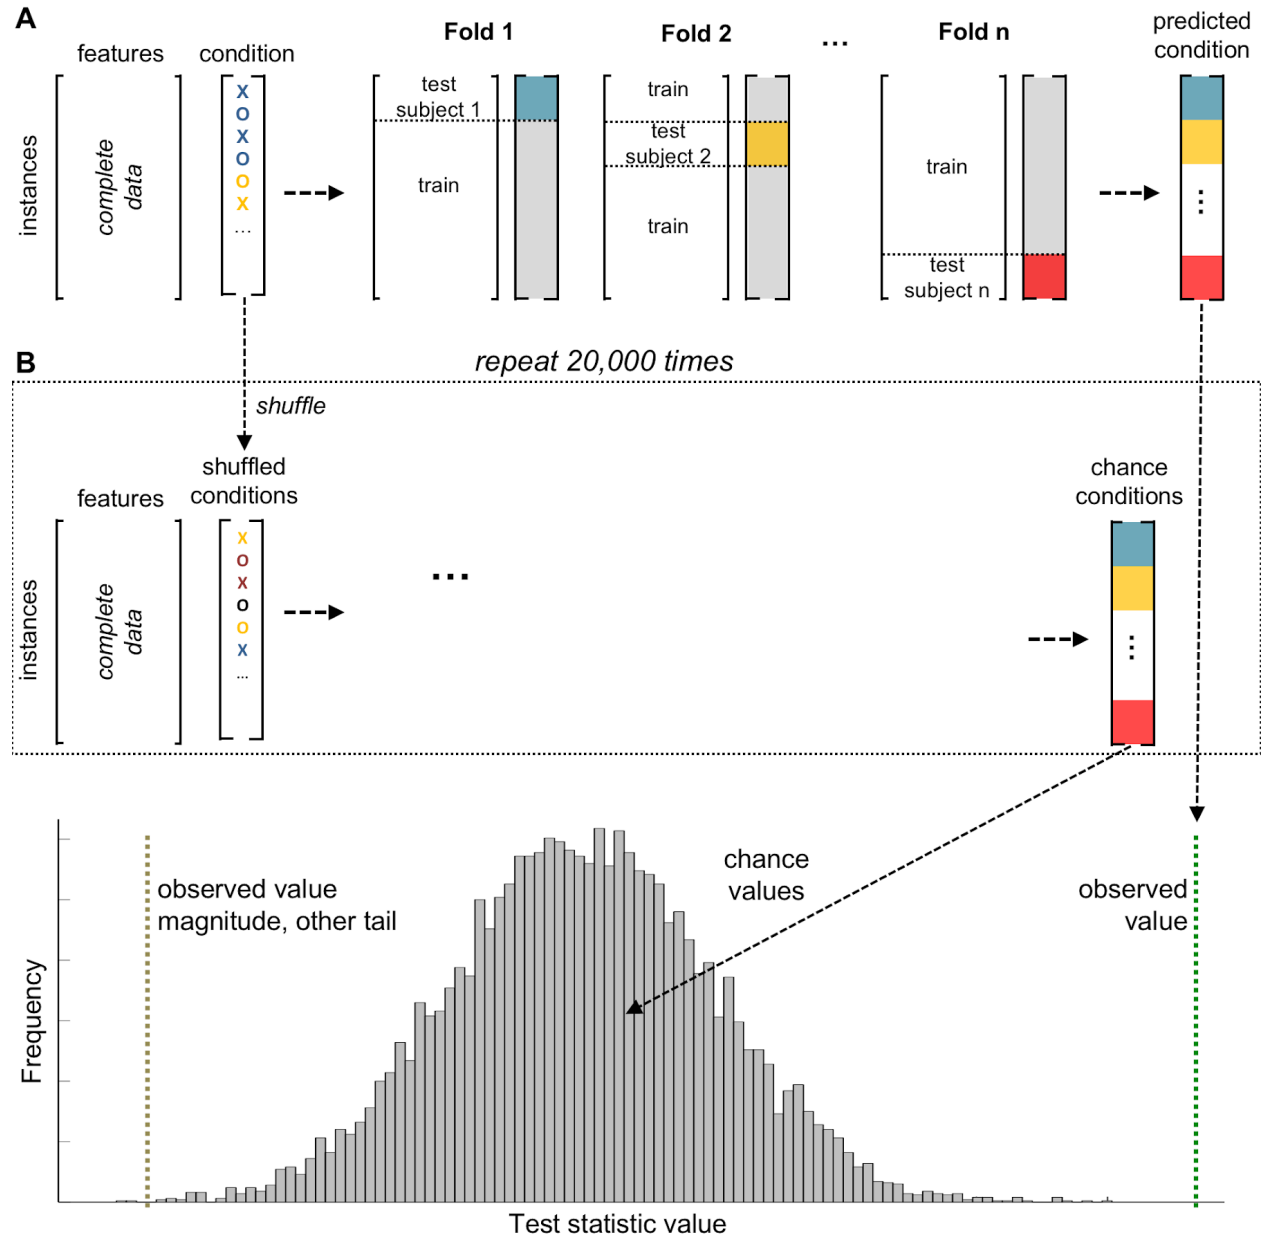 A
features
condition
Fold 1
Fold 2
...
Fold n
predicted
condition
instances
complete
data
X
O
X
O
O
X
...
test
subject 1
train
train
test
subject 2
train
train
test
subject n
⋮
B
repeat 20,000 times
shuffle
shuffled
conditions
features
instances
complete
data
X
O
X
O
O
X
...
...
chance
conditions
⋮
observed value
magnitude, other tail
chance
values
observed
value
Frequency
Test statistic value